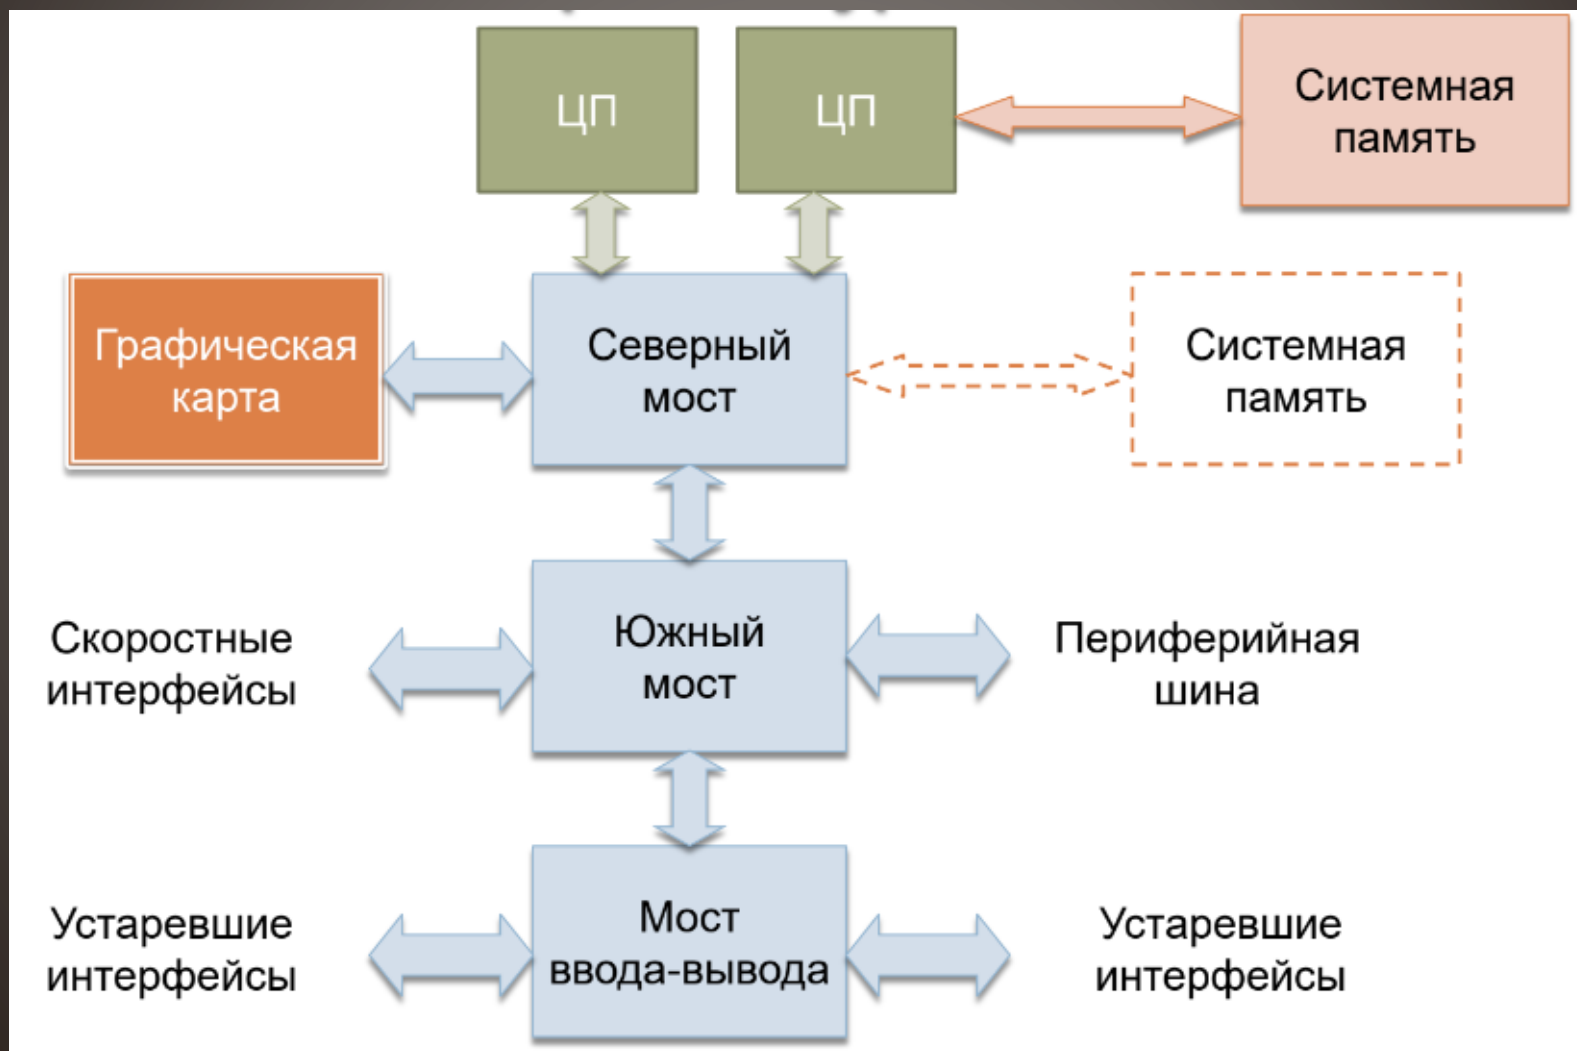 ЦП
ЦП
Системная
память
Графическая
карта
Северный
мост
Системная
память
Скоростные
интерфейсы
Южный
мост
Периферийная
шина
Устаревшие
интерфейсы
Мост
ввода-вывода
Устаревшие
интерфейсы